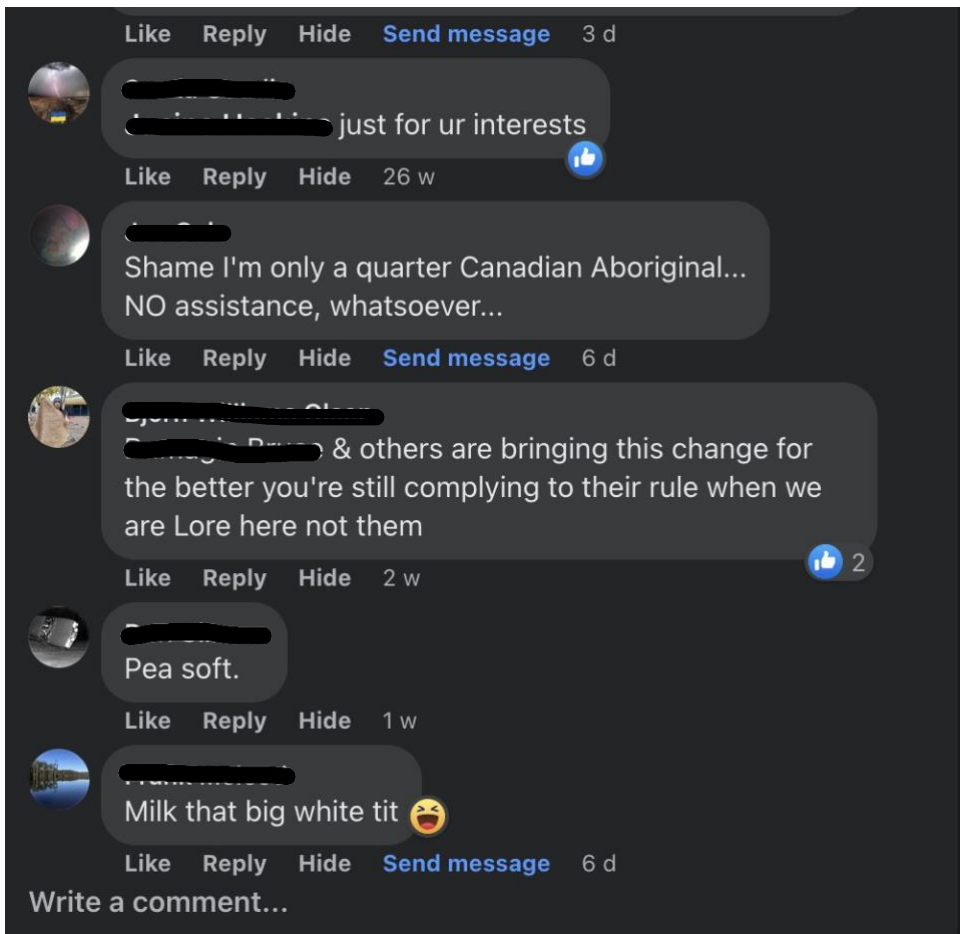 Like Reply Hide Send message 3 d
just for ur interests
Like Reply Hide 26 w
Shame I'm only a quarter Canadian Aboriginal...
NO assistance, whatsoever...
Like Reply Hide Send message 6 d
& others are bringing this change for
the better you're still complying to their rule when we
are Lore here not them
2
Like Reply Hide 2 w
Pea soft.
Like Reply Hide 1 w
Milk that big white tit
Like Reply Hide Send message 6 d
Write a comment...